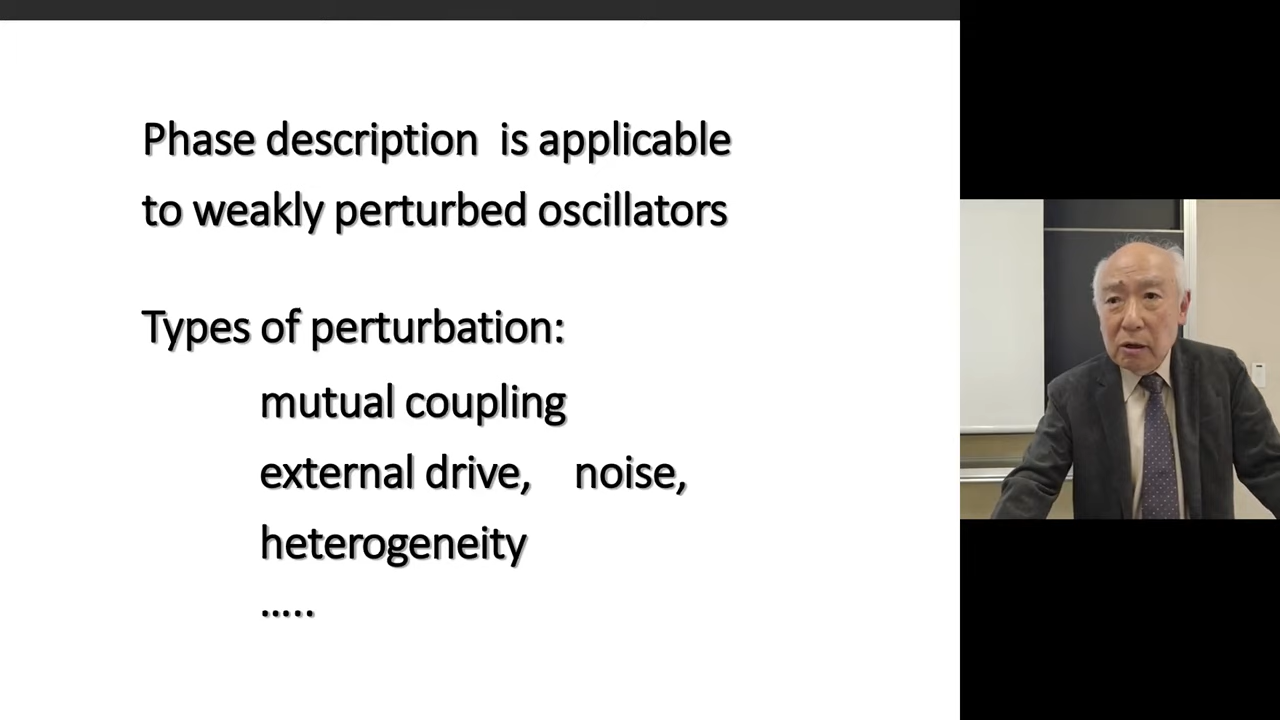 Phase description is applicable
to weakly perturbed oscillators
Types of perturbation:
mutual coupling
external drive, noise,
heterogeneity
.....